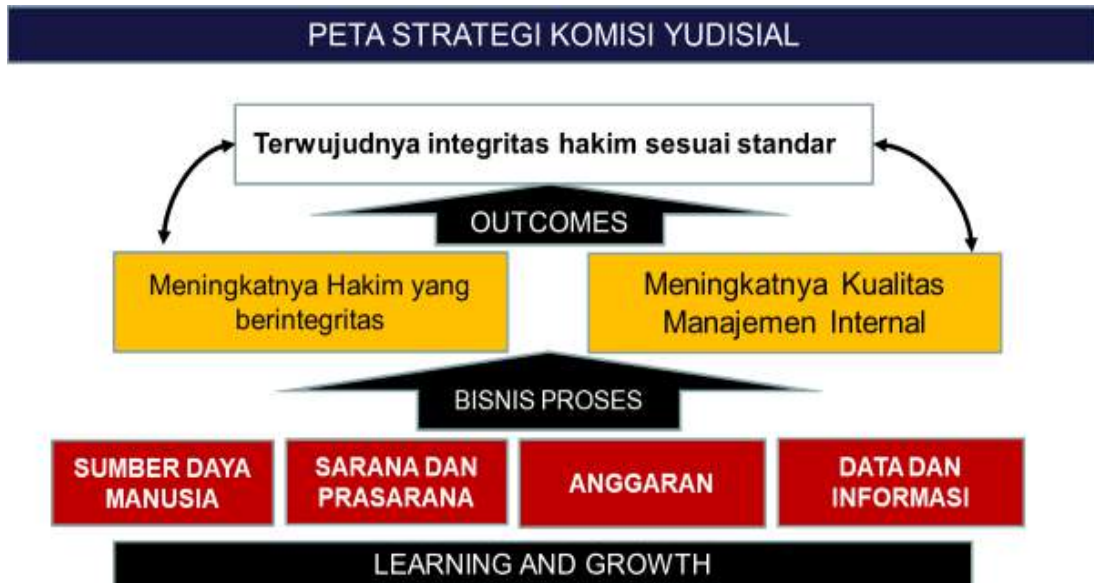 PETA STRATEGI KOMISI YUDISIAL
Terwujudnya integritas hakim sesuai standar
OUTCOMES
Meningkatnya Hakim yang
berintegritas
Meningkatnya Kualitas
Manajemen Internal
BISNIS PROSES
SUMBER DAYA
MANUSIA
SARANA DAN
PRASARANA
ANGGARAN
DATA DAN
INFORMASI
LEARNING AND GROWTH